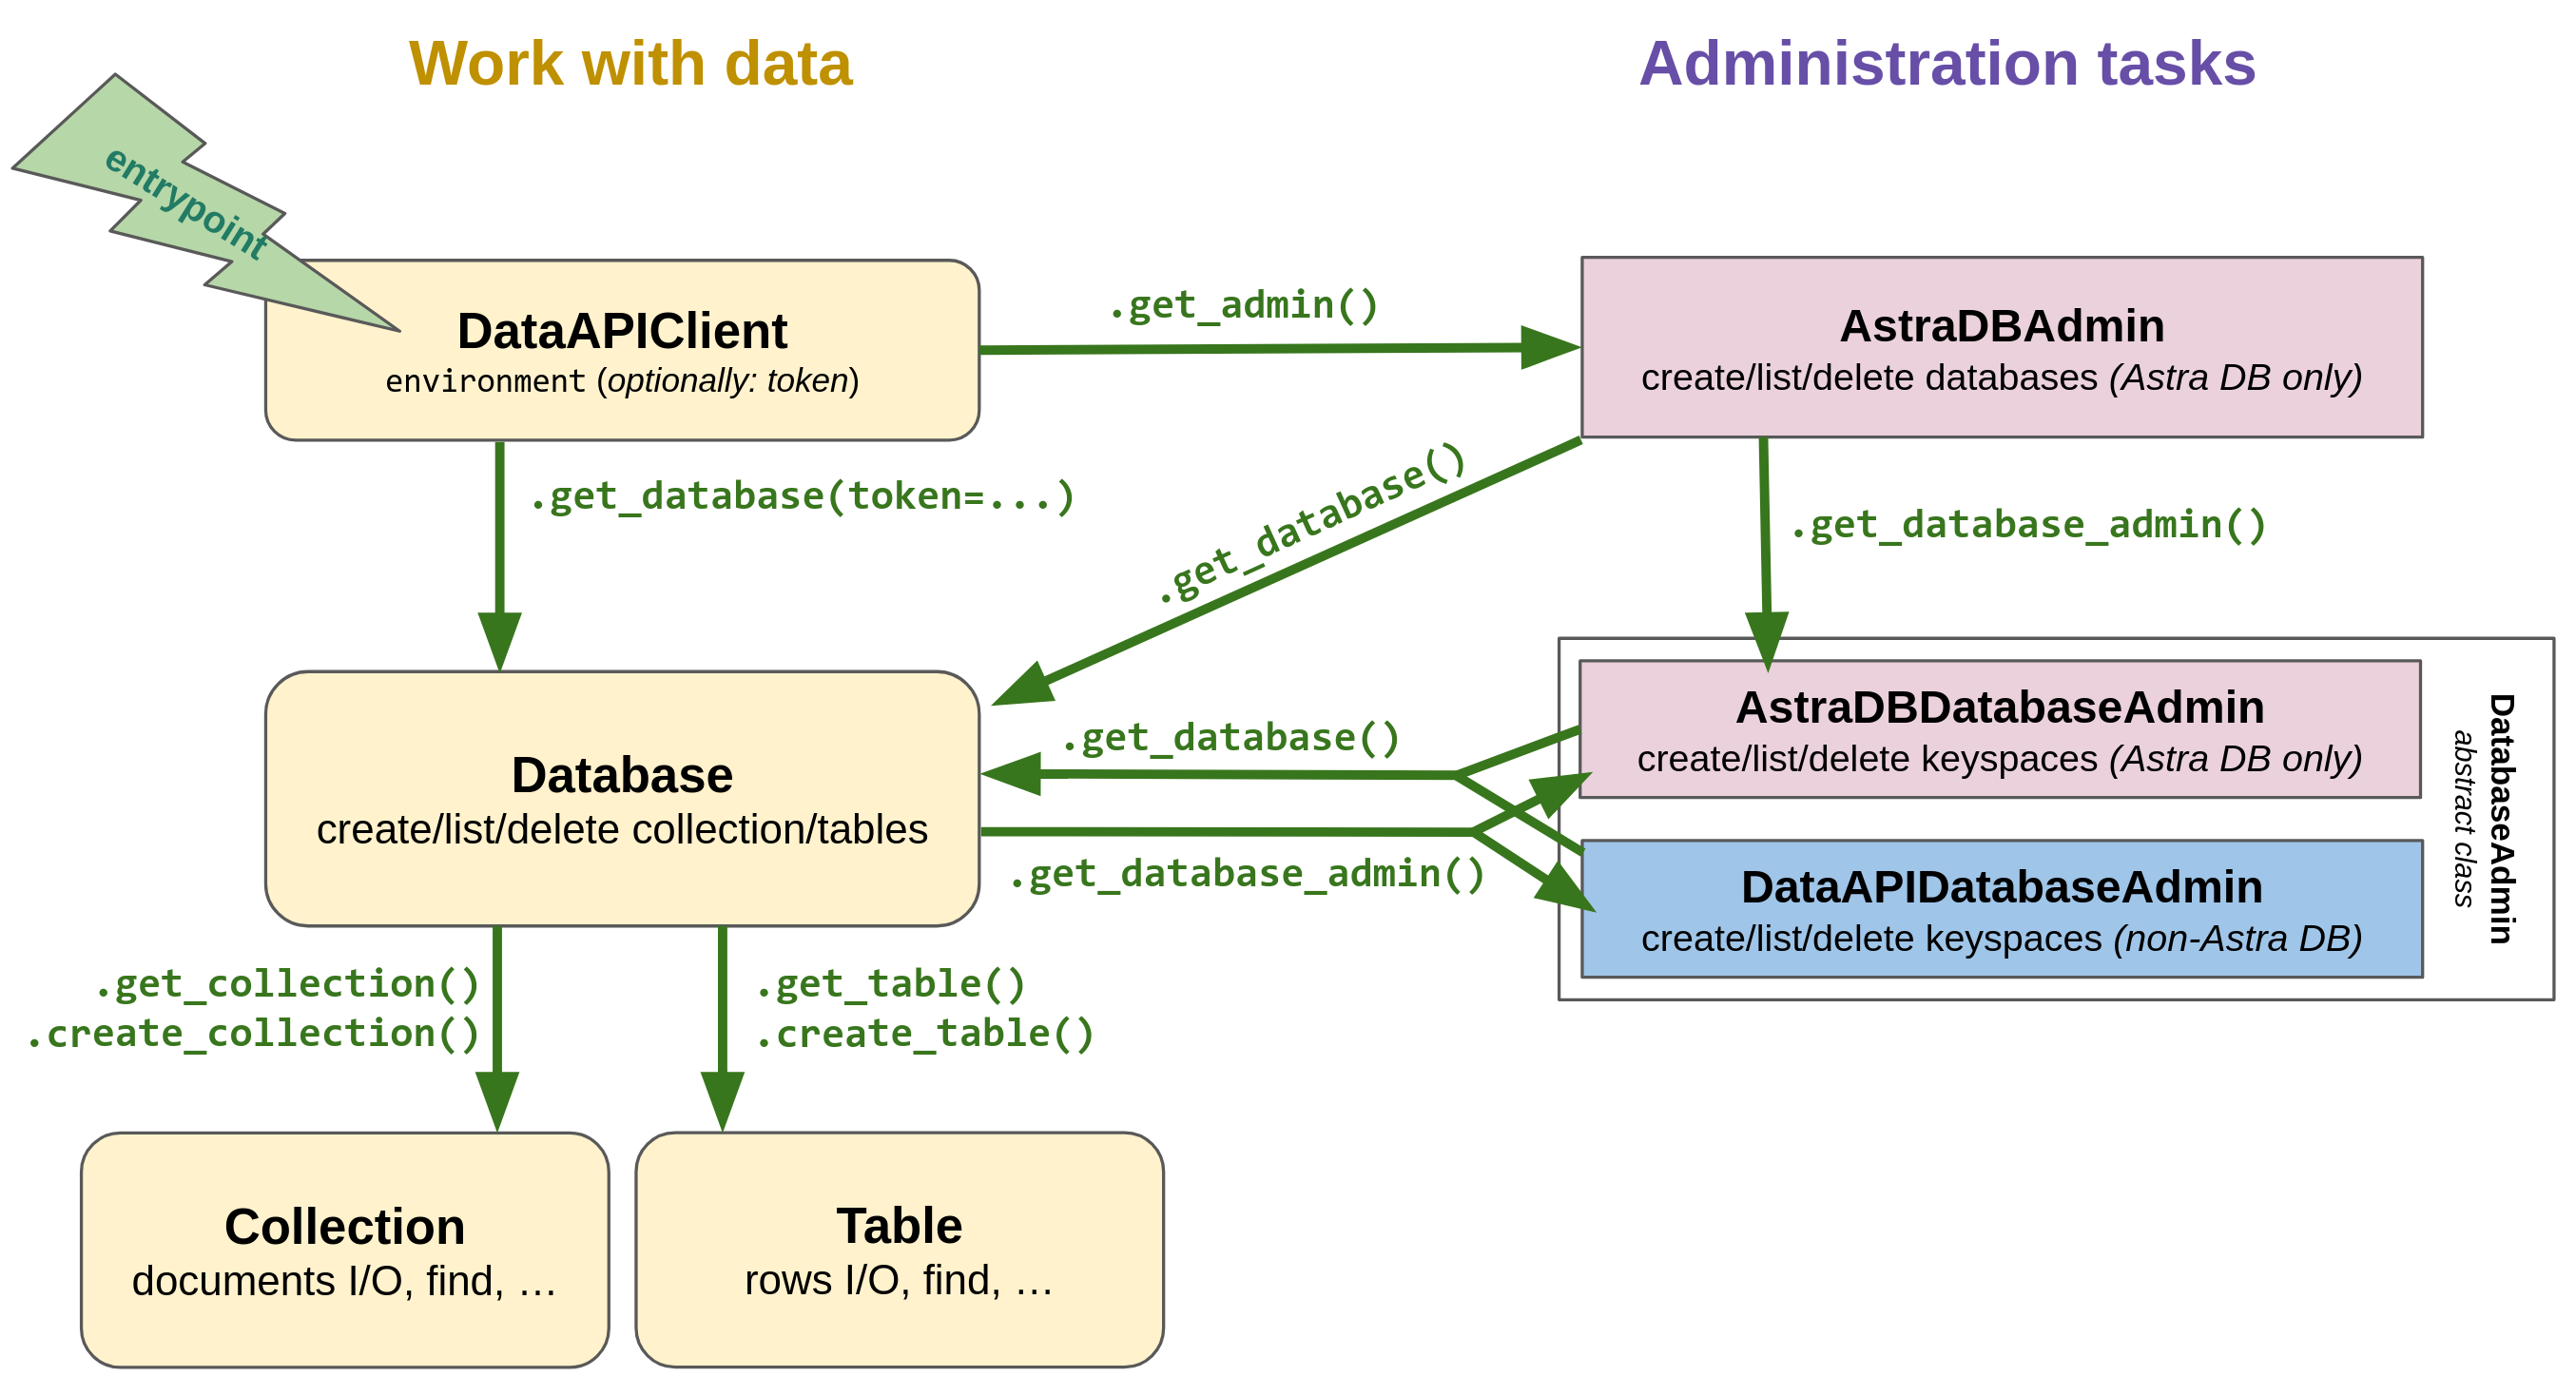 Work with data
Administration tasks
entrypoint
DataAPIClient
environment (optionally: token)
.get_admin()
AstraDBAdmin
create/list/delete databases (Astra DB only)
.get_database(token=...)
.get_database()
.get_database_admin()
Database
create/list/delete collection/tables
.get_database()
.get_database_admin()
AstraDBDatabaseAdmin
create/list/delete keyspaces (Astra DB only)
DataAPIDatabaseAdmin
create/list/delete keyspaces (non-Astra DB)
DatabaseAdmin
abstract class
.get_collection()
.create_collection()
.get_table()
.create_table()
Collection
documents I/O, find, …
Table
rows I/O, find, …